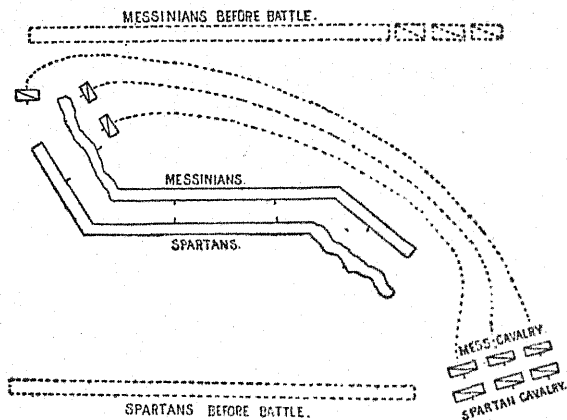 MESSINIANS BEFORE BATTLE.
MESSINIANS.
SPARTANS.
MESS: CAVALRY.
SPARTAN CAVALRY.
SPARTANS BEFORE BATTLE.